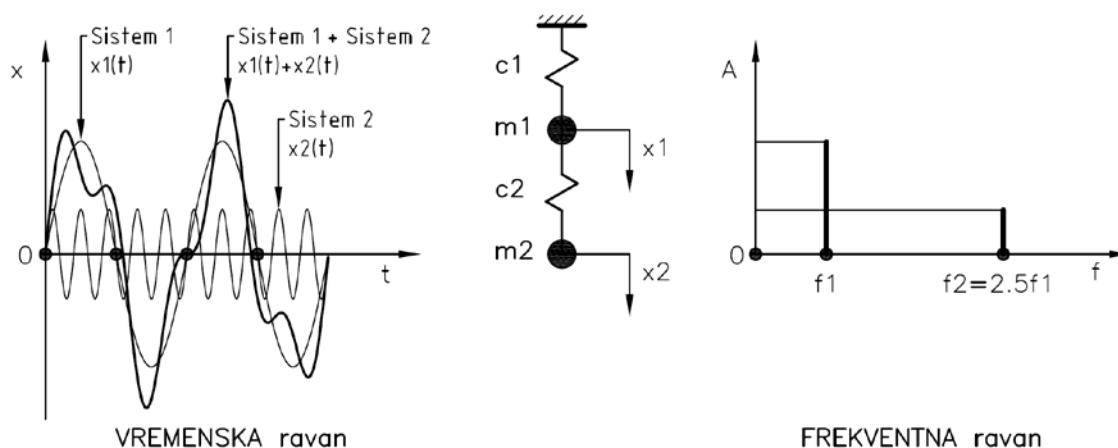 Sistem 1
x1(t)
Sistem 1 + Sistem 2
x1(t)+x2(t)
Sistem 2
x2(t)
x
0
t
VREMENSKA ravan
c1
m1
x1
c2
m2
x2
A
0
f1
f2=2.5f1
f
FREKVENTNA ravan